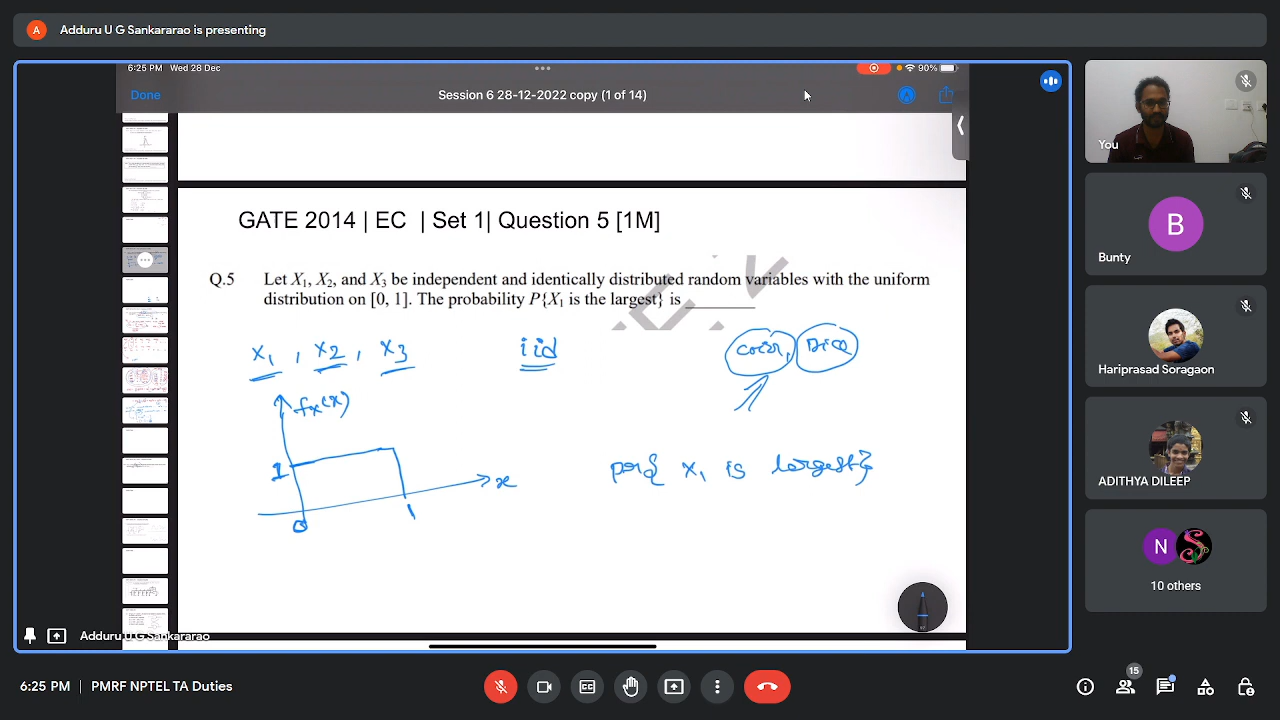 Adduru U G Sankararao is presenting
A
6:25 PM Wed 28 Dec
90%
Done
Session 6 28-12-2022 copy (1 of 14)
GATE 2014 | EC | Set 1| Question 5 [1M]
Q.5 Let X1, X2, and X3 be independent and identically distributed random variables with the uniform
distribution on [0, 1]. The probability P{X1 is the largest} is ________
x1 , x2 , x3 iid coin, Dice
fx(x)
1
x
0 1
prob{ x1 is largest}
Adduru U G Sankararao
You
B
Bunty
Hariprasad Soragaon
ADITHYA DILEEP
N
S
10 others
6:25 PM | PMRF NPTEL TA Duties
15